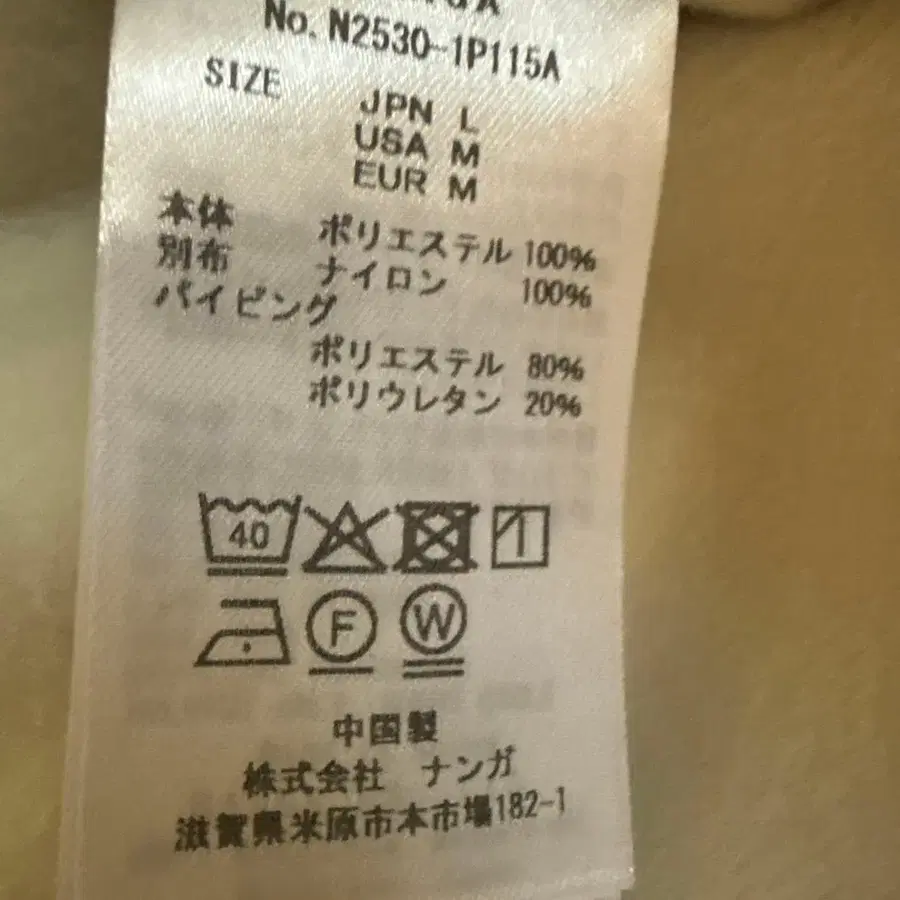 No. N2530-1P115A
SIZE
JPN L
USA M
EUR M
本体 ポリエステル 100%
別布 ナイロン 100%
パイピング
ポリエステル 80%
ポリウレタン 20%
40
F W
中国製
株式会社 ナンガ
滋賀県米原市本市場182-1